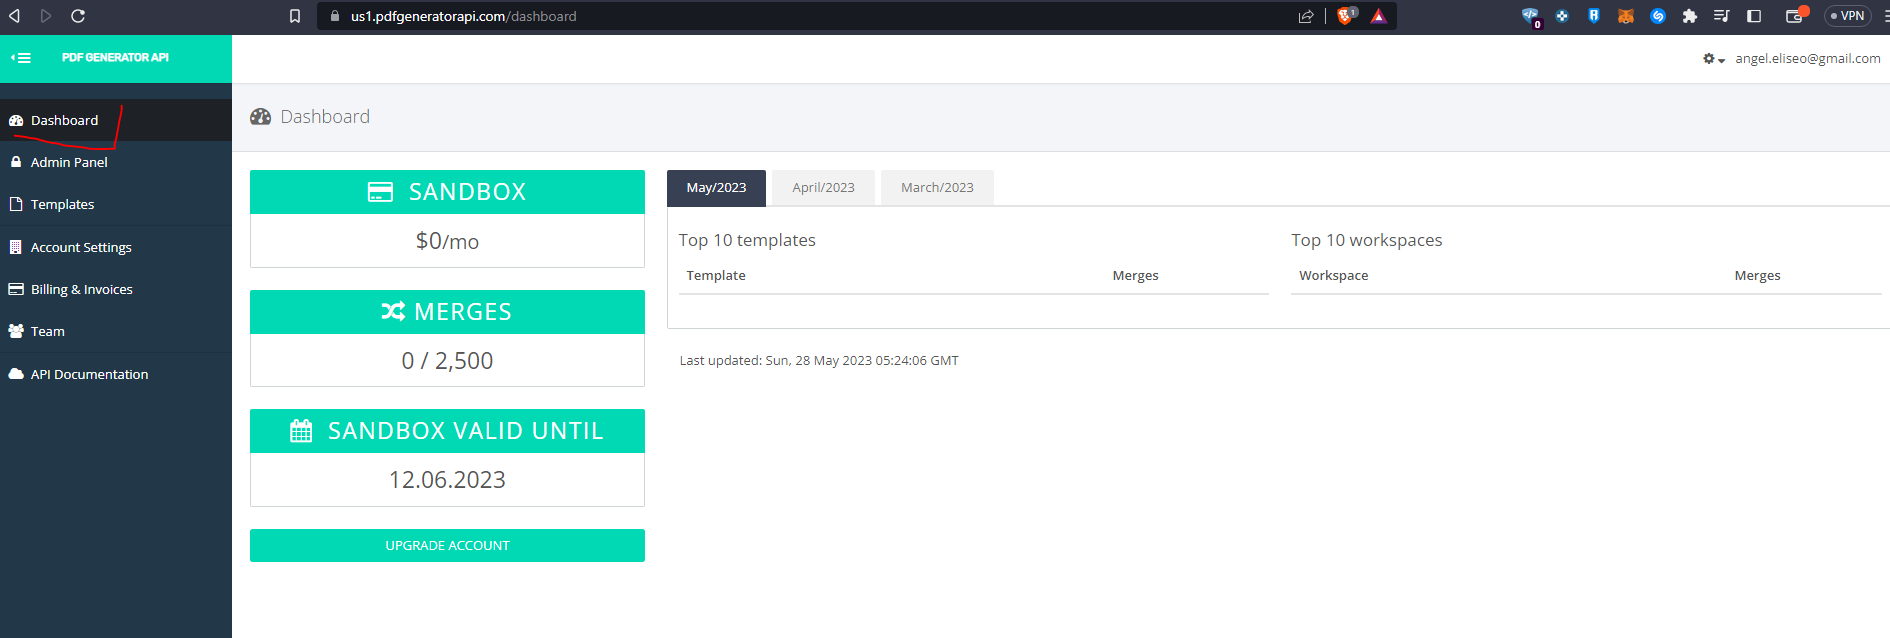 us1.pdfgeneratorapi.com/dashboard
1
0
VPN
PDF GENERATOR API
angel.eliseo@gmail.com
Dashboard
Admin Panel
Templates
Account Settings
Billing & Invoices
Team
API Documentation
Dashboard
SANDBOX
$0/mo
MERGES
0 / 2,500
SANDBOX VALID UNTIL
12.06.2023
UPGRADE ACCOUNT
May/2023 April/2023 March/2023
Top 10 templates
Template Merges
Top 10 workspaces
Workspace Merges
Last updated: Sun, 28 May 2023 05:24:06 GMT